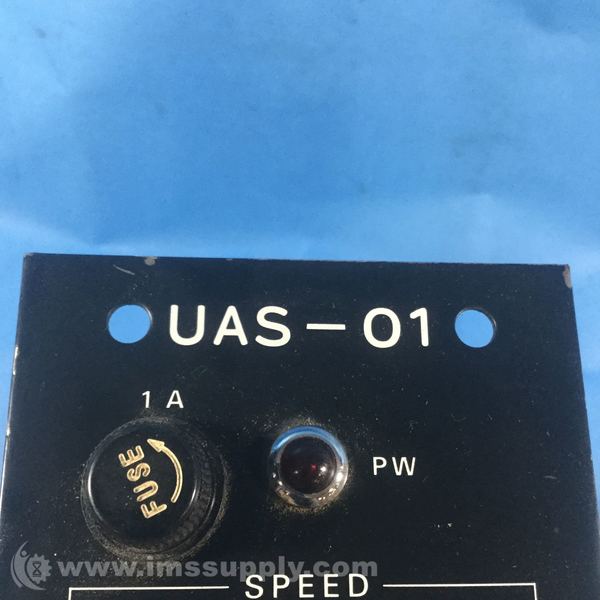 UAS-01
1 A
FUSE
PW
www.imssupply.com
SPEED